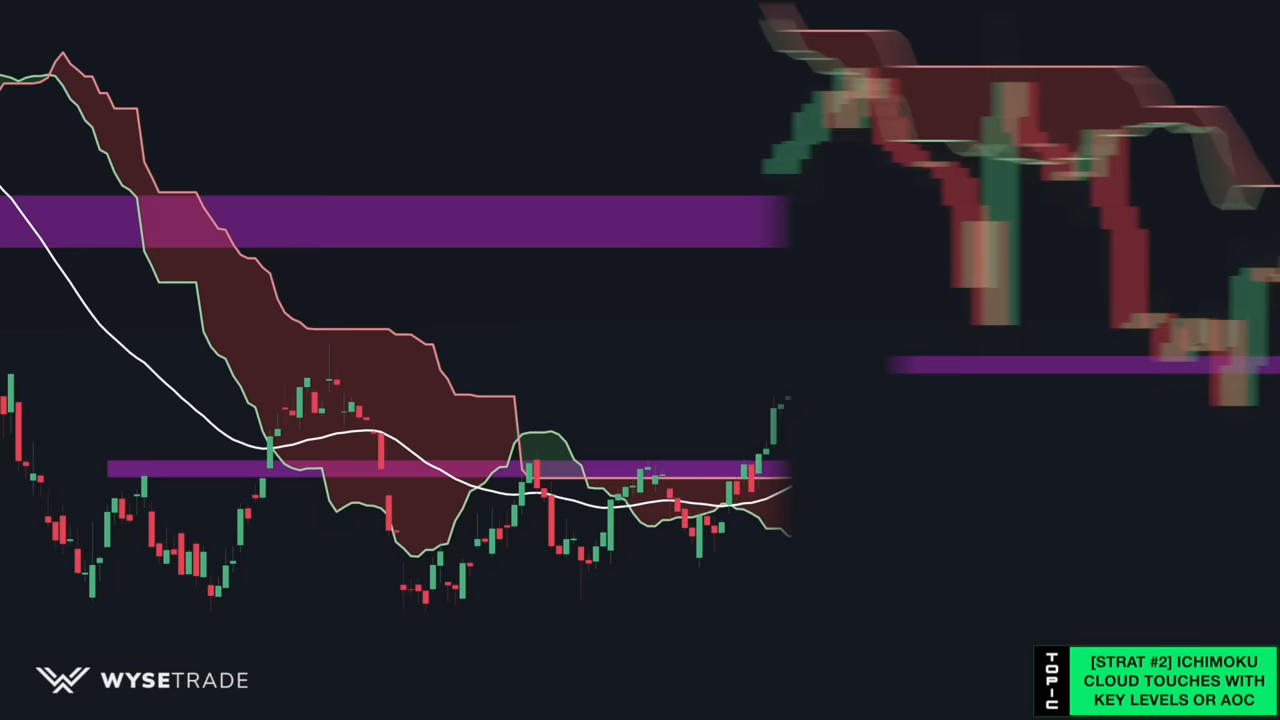 WYSETRADE
TOPIC
[STRAT #2] ICHIMOKU
CLOUD TOUCHES WITH
KEY LEVELS OR AOC